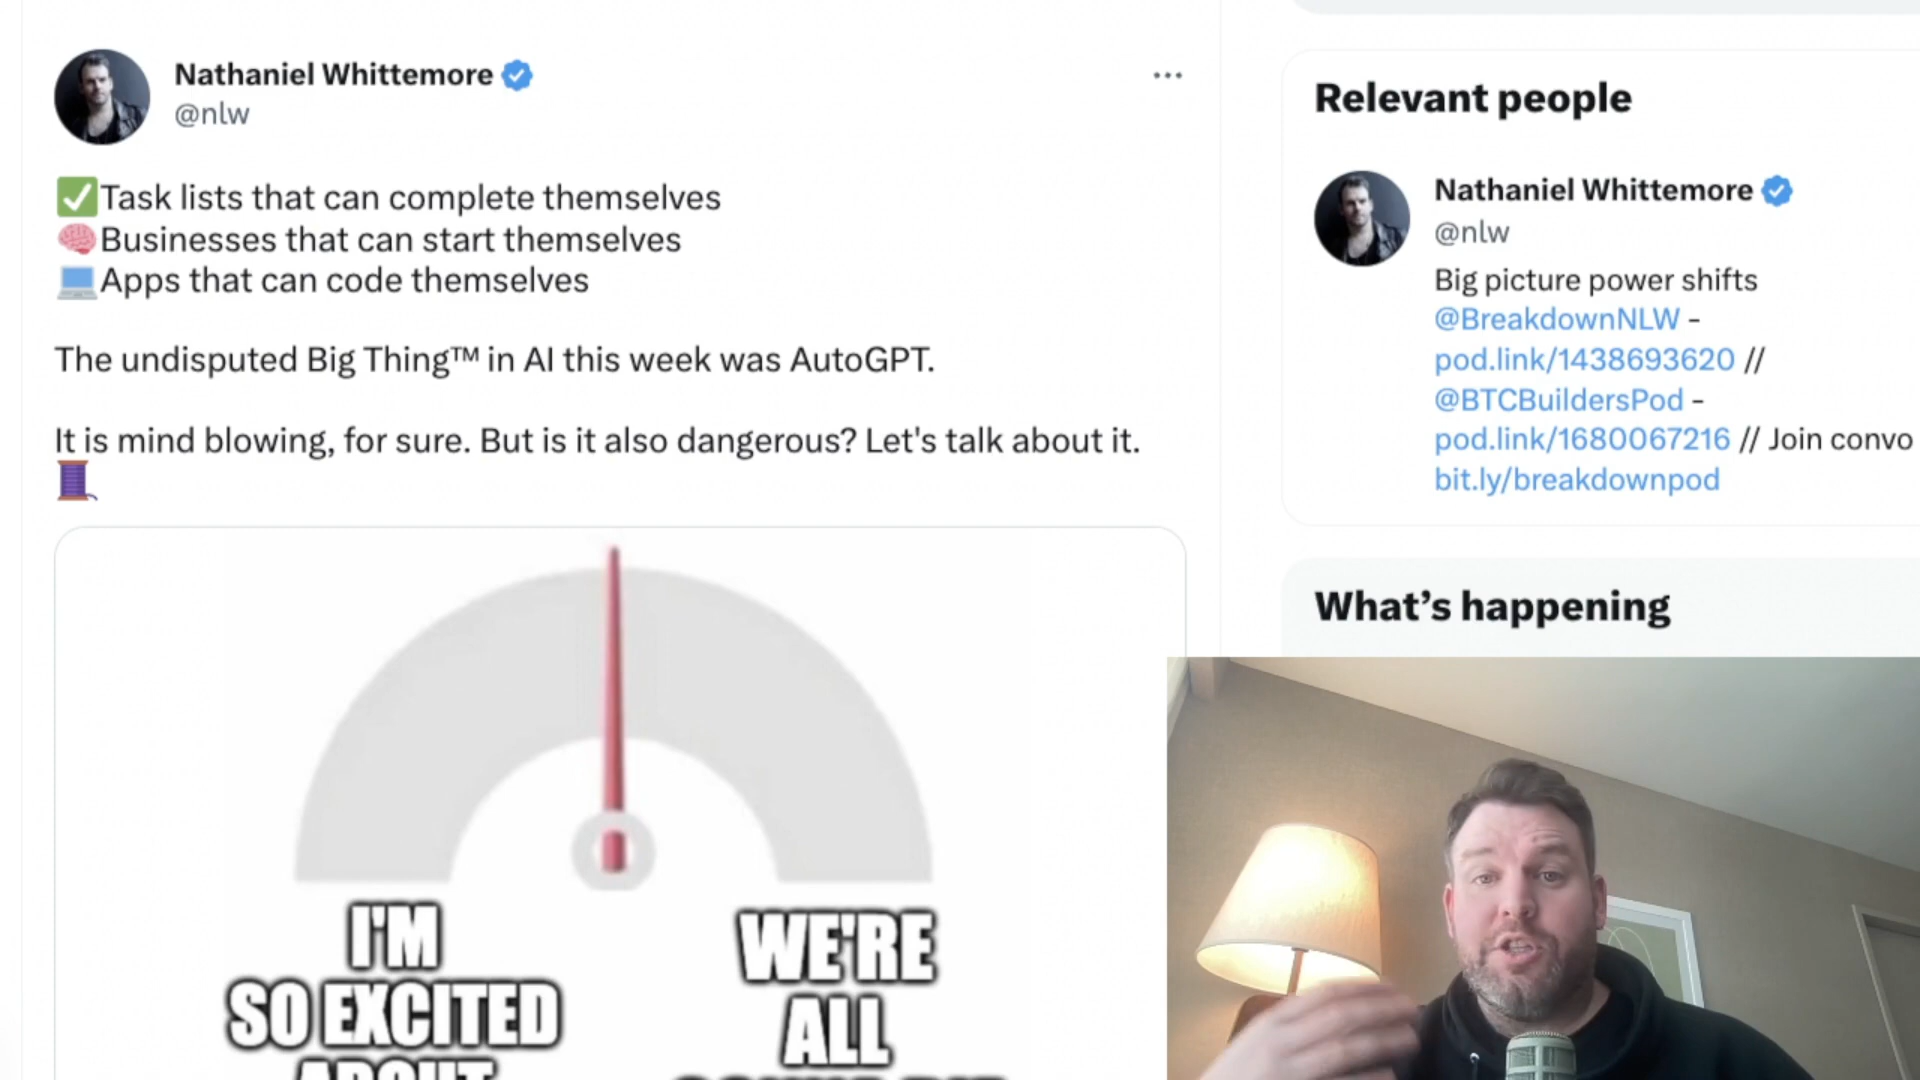 Nathaniel Whittemore
@nlw
✅Task lists that can complete themselves
🧠Businesses that can start themselves
💻Apps that can code themselves
The undisputed Big Thing™ in AI this week was AutoGPT.
It is mind blowing, for sure. But is it also dangerous? Let's talk about it.
🧵
I'M
SO EXCITED
ABOUT
WE'RE
ALL
Relevant people
Nathaniel Whittemore
@nlw
Big picture power shifts
@BreakdownNLW -
pod.link/1438693620 //
@BTCBuildersPod -
pod.link/1680067216 // Join convo
bit.ly/breakdownpod
What's happening